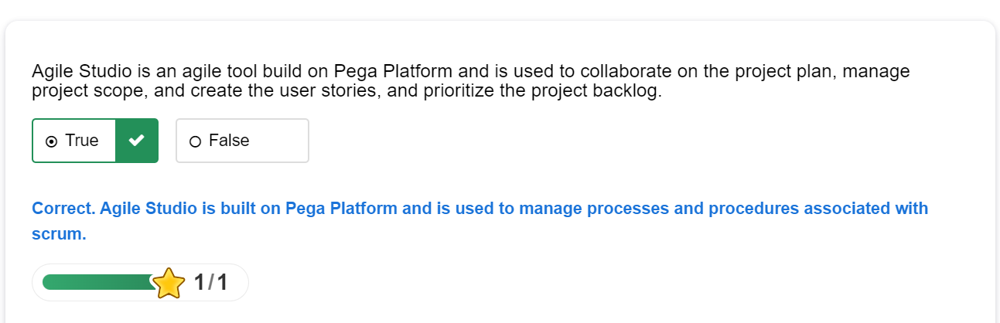 Agile Studio is an agile tool build on Pega Platform and is used to collaborate on the project plan, manage
project scope, and create the user stories, and prioritize the project backlog.
True
False
Correct. Agile Studio is built on Pega Platform and is used to manage processes and procedures associated with
scrum.
1/1